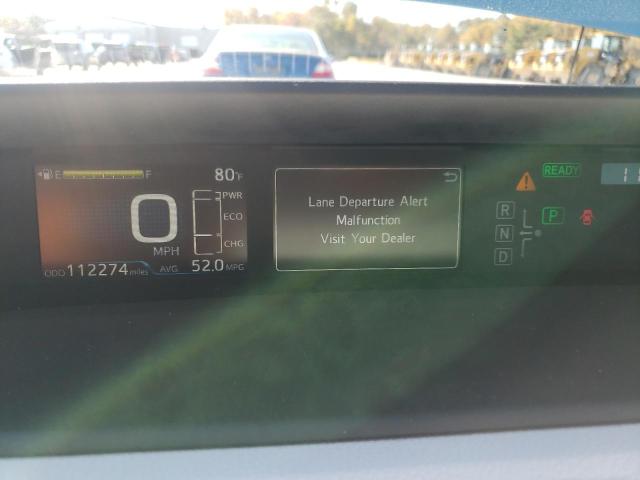 E F 80°F
PWR
ECO
CHG
0
MPH
ODO 112274 miles AVG 52.0 MPG
Lane Departure Alert
Malfunction
Visit Your Dealer
READY
R
N P
D